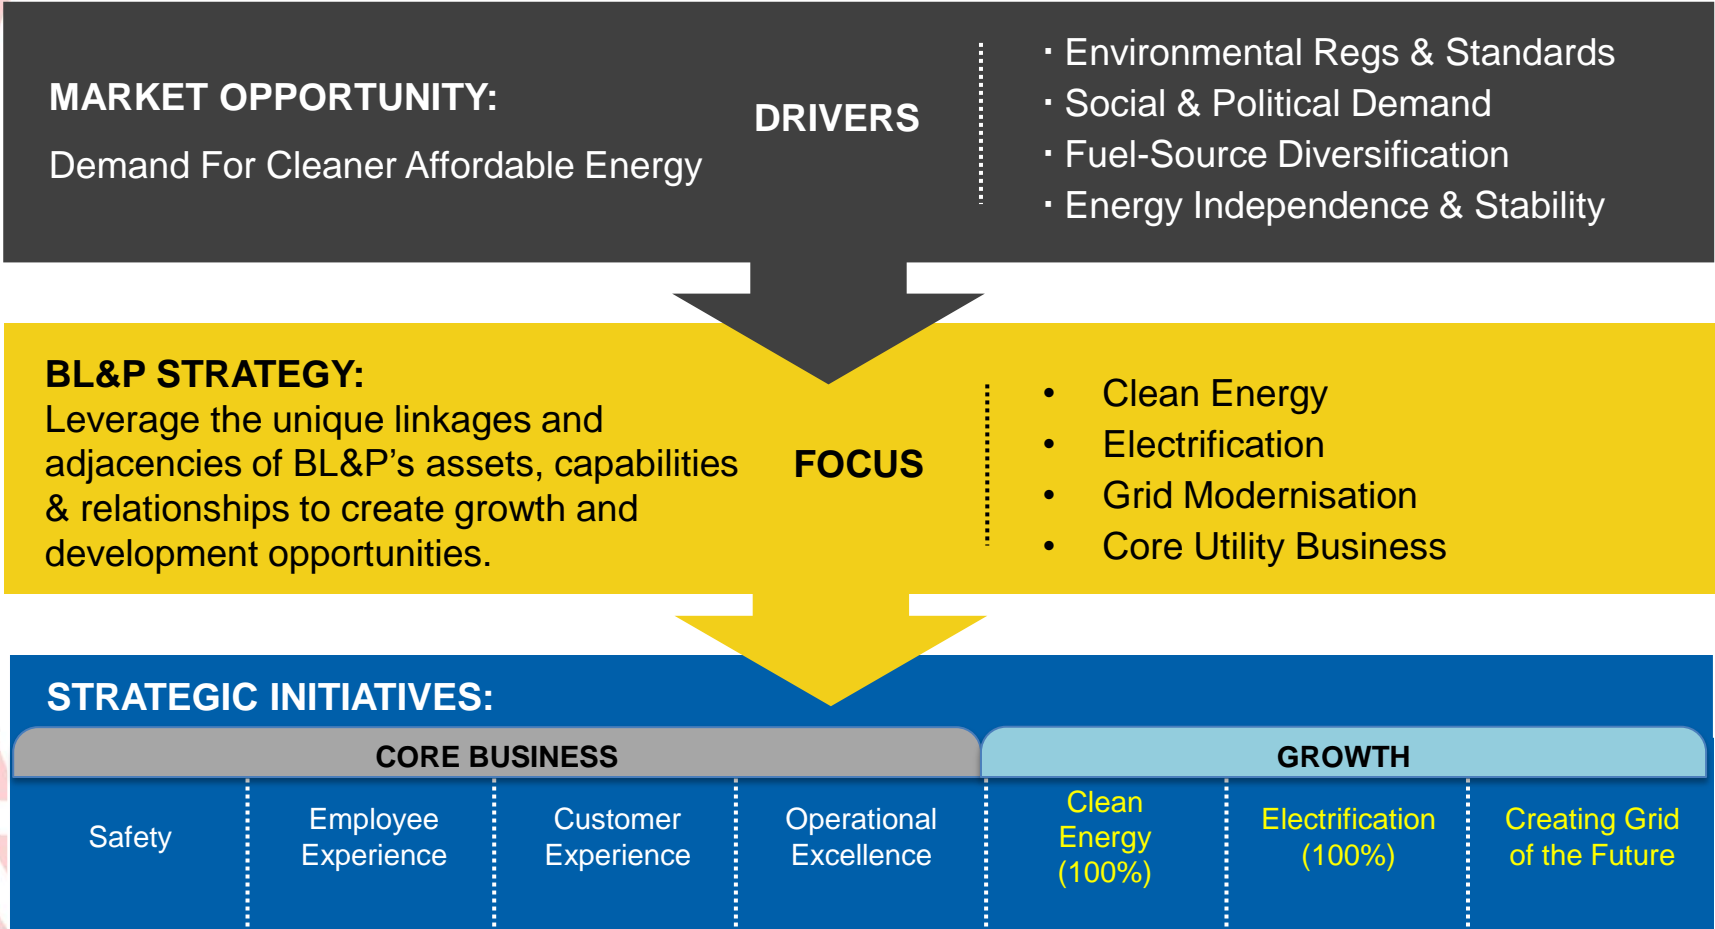 MARKET OPPORTUNITY:
Demand For Cleaner Affordable Energy
DRIVERS
· Environmental Regs & Standards
· Social & Political Demand
· Fuel-Source Diversification
· Energy Independence & Stability
BL&P STRATEGY:
Leverage the unique linkages and
adjacencies of BL&P’s assets, capabilities
& relationships to create growth and
development opportunities.
FOCUS
• Clean Energy
• Electrification
• Grid Modernisation
• Core Utility Business
STRATEGIC INITIATIVES:
CORE BUSINESS
GROWTH
Safety
Employee
Experience
Customer
Experience
Operational
Excellence
Clean
Energy
(100%)
Electrification
(100%)
Creating Grid
of the Future